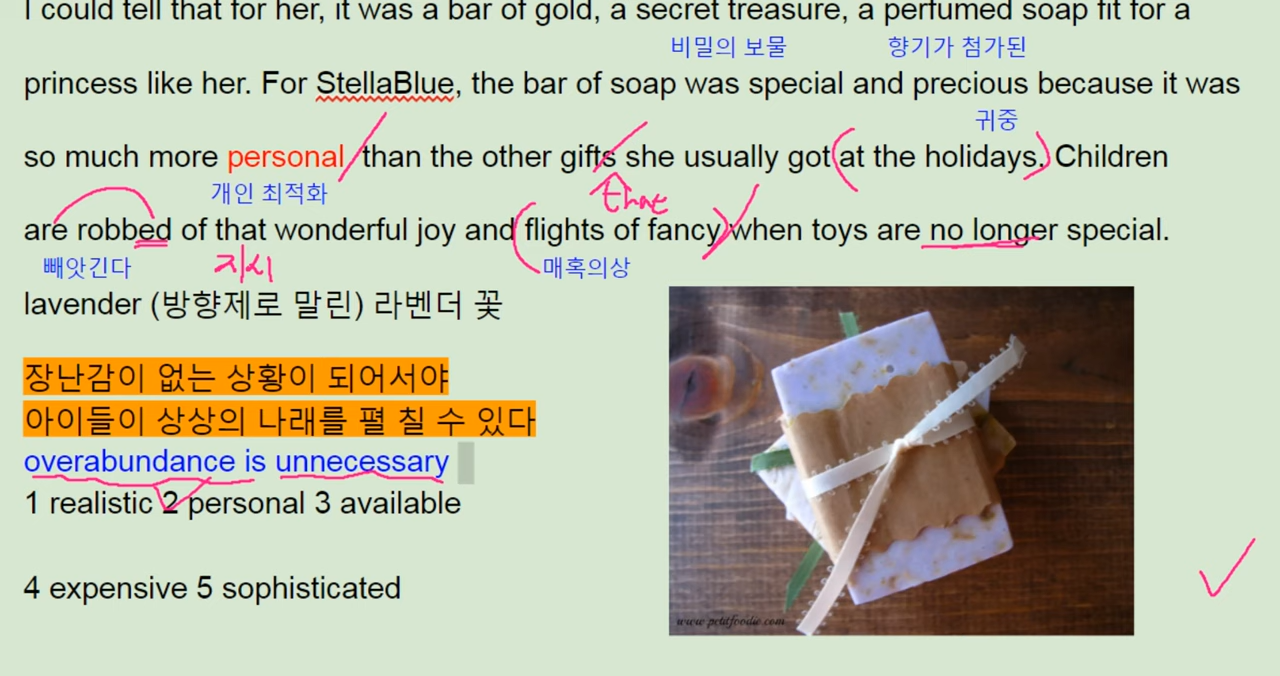 I could tell that for her, it was a bar of gold, a secret treasure, a perfumed soap fit for a
비밀의 보물 향기가 첨가된
princess like her. For StellaBlue, the bar of soap was special and precious because it was
귀중
so much more personal than the other gifts she usually got (at the holidays.) Children
개인 최적화 that
are robbed of that wonderful joy and (flights of fancy) when toys are no longer special.
빼앗긴다 지시 매혹의상
lavender (방향제로 말린) 라벤더 꽃
장난감이 없는 상황이 되어서야
아이들이 상상의 나래를 펼 칠 수 있다
overabundance is unnecessary
1 realistic 2 personal 3 available
4 expensive 5 sophisticated
www.petitfoodie.com